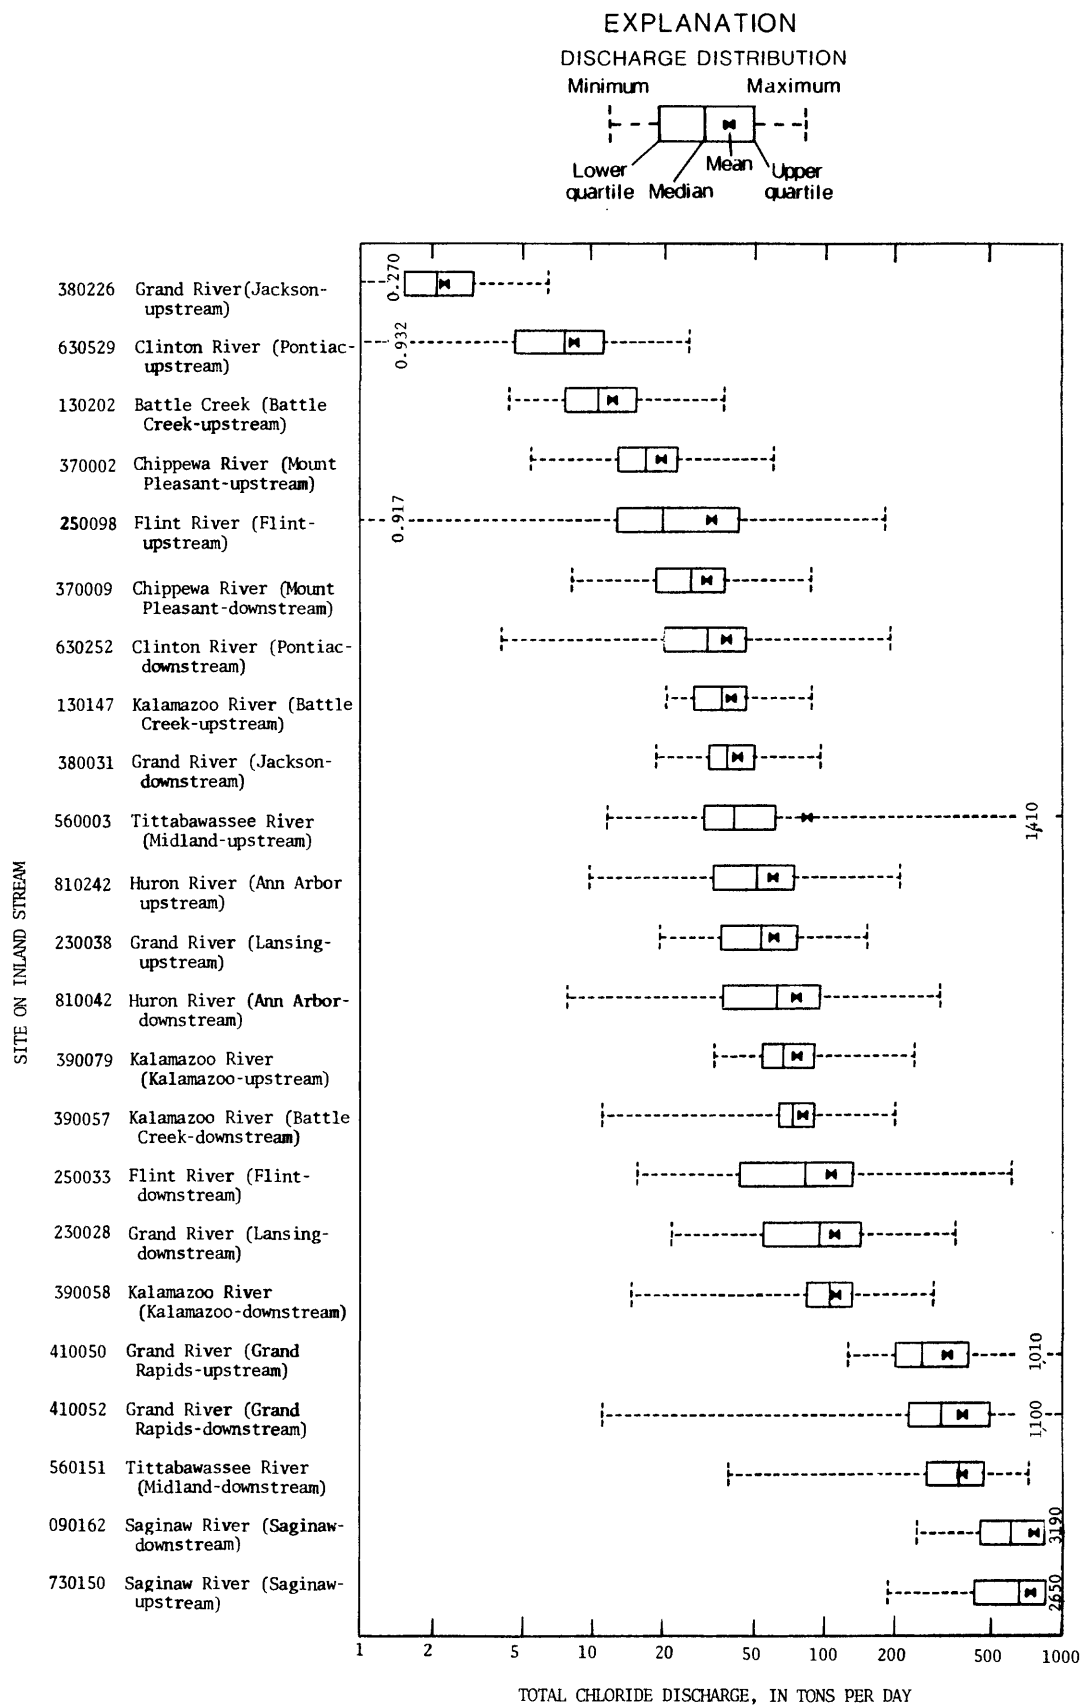 EXPLANATION
DISCHARGE DISTRIBUTION
Minimum Maximum
Lower quartile Median Mean Upper quartile
SITE ON INLAND STREAM
380226 Grand River(Jackson-
upstream)
0.270
630529 Clinton River (Pontiac-
upstream)
0.932
130202 Battle Creek (Battle
Creek-upstream)
370002 Chippewa River (Mount
Pleasant-upstream)
250098 Flint River (Flint-
upstream)
0.917
370009 Chippewa River (Mount
Pleasant-downstream)
630252 Clinton River (Pontiac-
downstream)
130147 Kalamazoo River (Battle
Creek-upstream)
380031 Grand River (Jackson-
downstream)
560003 Tittabawassee River
(Midland-upstream)
1,410
810242 Huron River (Ann Arbor
upstream)
230038 Grand River (Lansing-
upstream)
810042 Huron River (Ann Arbor-
downstream)
390079 Kalamazoo River
(Kalamazoo-upstream)
390057 Kalamazoo River (Battle
Creek-downstream)
250033 Flint River (Flint-
downstream)
230028 Grand River (Lansing-
downstream)
390058 Kalamazoo River
(Kalamazoo-downstream)
410050 Grand River (Grand
Rapids-upstream)
1,010
410052 Grand River (Grand
Rapids-downstream)
1,100
560151 Tittabawassee River
(Midland-downstream)
090162 Saginaw River (Saginaw-
downstream)
3190
730150 Saginaw River (Saginaw-
upstream)
2,650
1 2 5 10 20 50 100 200 500 1000
TOTAL CHLORIDE DISCHARGE, IN TONS PER DAY